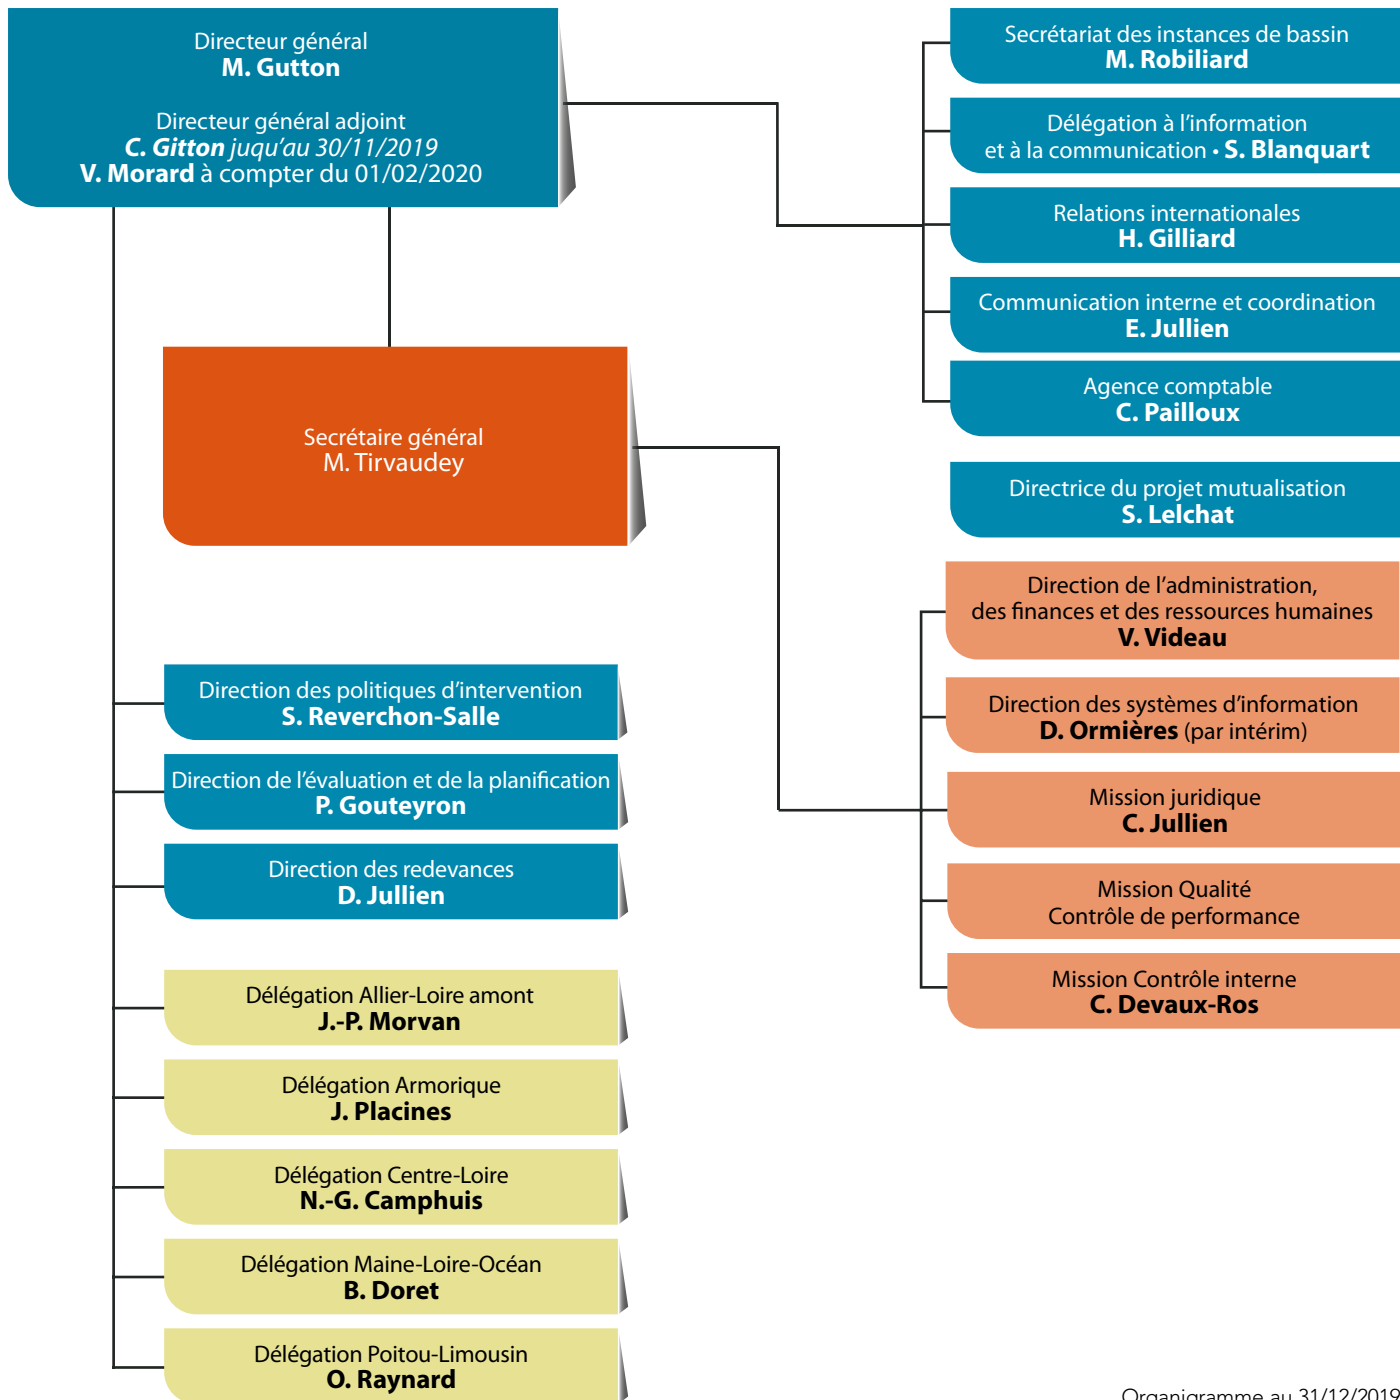 Directeur général
M. Gutton
Directeur général adjoint
C. Gitton juqu'au 30/11/2019
V. Morard à compter du 01/02/2020
Secrétariat des instances de bassin
M. Robiliard
Délégation à l'information
et à la communication • S. Blanquart
Relations internationales
H. Gilliard
Communication interne et coordination
E. Jullien
Agence comptable
C. Pailloux
Directrice du projet mutualisation
S. Lelchat
Secrétaire général
M. Tirvaudey
Direction de l'administration,
des finances et des ressources humaines
V. Videau
Direction des systèmes d'information
D. Ormières (par intérim)
Mission juridique
C. Jullien
Mission Qualité
Contrôle de performance
Mission Contrôle interne
C. Devaux-Ros
Direction des politiques d'intervention
S. Reverchon-Salle
Direction de l'évaluation et de la planification
P. Gouteyron
Direction des redevances
D. Jullien
Délégation Allier-Loire amont
J.-P. Morvan
Délégation Armorique
J. Placines
Délégation Centre-Loire
N.-G. Camphuis
Délégation Maine-Loire-Océan
B. Doret
Délégation Poitou-Limousin
O. Raynard
Organigramme au 31/12/2019